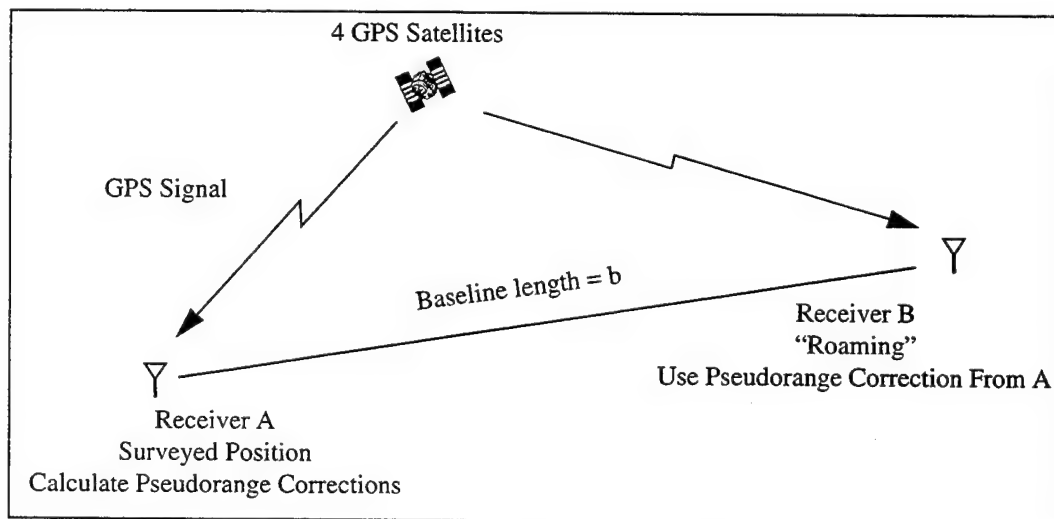 4 GPS Satellites
GPS Signal
Baseline length = b
Receiver B
“Roaming”
Use Pseudorange Correction From A
Receiver A
Surveyed Position
Calculate Pseudorange Corrections